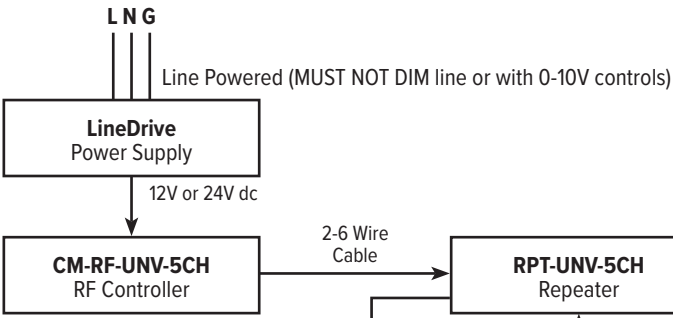 L N G
Line Powered (MUST NOT DIM line or with 0-10V controls)
LineDrive
Power Supply
12V or 24V dc
2-6 Wire
Cable
CM-RF-UNV-5CH
RF Controller
RPT-UNV-5CH
Repeater